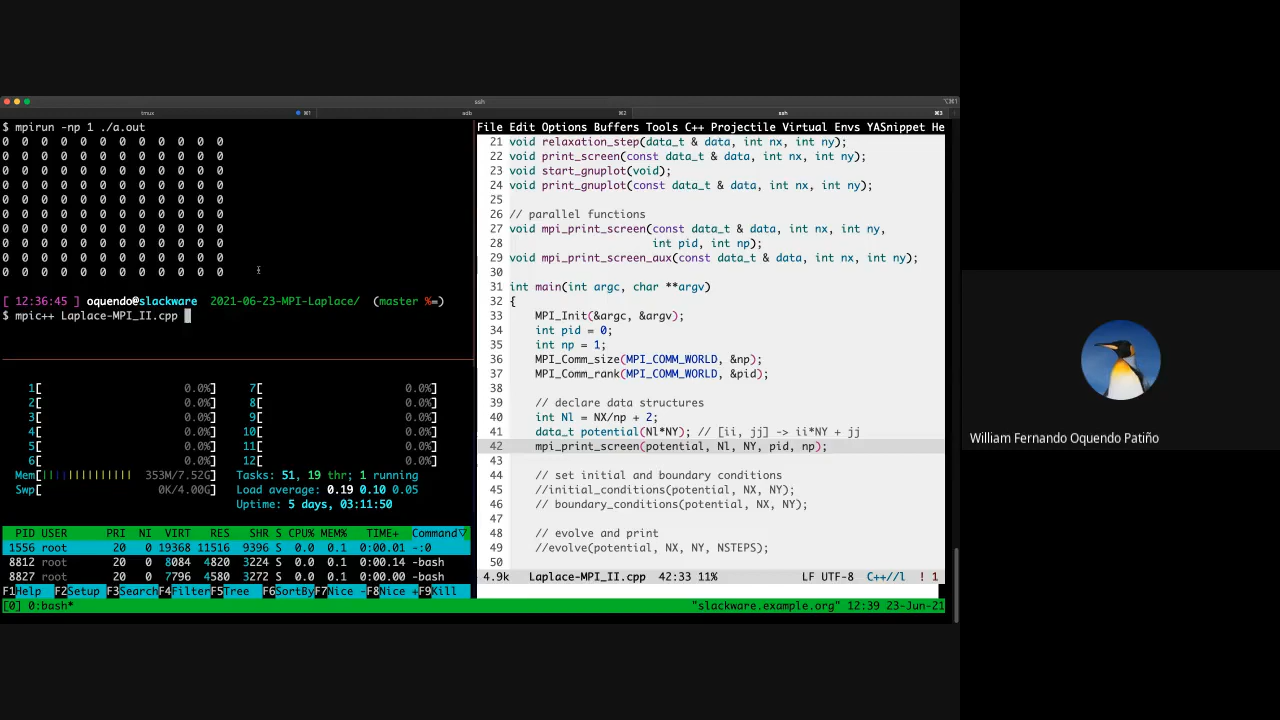 ssh
⌥⌘1
tmux
⌘1
adb
⌘2
ssh
⌘3
$ mpirun -np 1 ./a.out
0 0 0 0 0 0 0 0 0 0 0 0
0 0 0 0 0 0 0 0 0 0 0 0
0 0 0 0 0 0 0 0 0 0 0 0
0 0 0 0 0 0 0 0 0 0 0 0
0 0 0 0 0 0 0 0 0 0 0 0
0 0 0 0 0 0 0 0 0 0 0 0
0 0 0 0 0 0 0 0 0 0 0 0
0 0 0 0 0 0 0 0 0 0 0 0
0 0 0 0 0 0 0 0 0 0 0 0
0 0 0 0 0 0 0 0 0 0 0 0
[ 12:36:45 ] oquendo@slackware 2021-06-23-MPI-Laplace/ (master %=)
$ mpic++ Laplace-MPI_II.cpp
1[ 0.0%] 7[ 0.0%]
2[ 0.0%] 8[ 0.0%]
3[ 0.0%] 9[ 0.0%]
4[ 0.0%] 10[ 0.0%]
5[ 0.0%] 11[ 0.0%]
6[ 0.0%] 12[ 0.0%]
Mem[||||||||||||| 353M/7.52G] Tasks: 51, 19 thr; 1 running
Swp[ 0K/4.00G] Load average: 0.19 0.10 0.05
Uptime: 5 days, 03:11:50
PID USER PRI NI VIRT RES SHR S CPU% MEM% TIME+ Command▽
1556 root 20 0 19368 11516 9396 S 0.0 0.1 0:00.01 -:0
8812 root 20 0 8084 4820 3224 S 0.0 0.1 0:00.14 -bash
8827 root 20 0 7796 4580 3272 S 0.0 0.1 0:00.00 -bash
F1Help F2Setup F3SearchF4FilterF5Tree F6SortByF7Nice -F8Nice +F9Kill
File Edit Options Buffers Tools C++ Projectile Virtual Envs YASnippet He
21 void relaxation_step(data_t & data, int nx, int ny);
22 void print_screen(const data_t & data, int nx, int ny);
23 void start_gnuplot(void);
24 void print_gnuplot(const data_t & data, int nx, int ny);
25
26 // parallel functions
27 void mpi_print_screen(const data_t & data, int nx, int ny,
28 int pid, int np);
29 void mpi_print_screen_aux(const data_t & data, int nx, int ny);
30
31 int main(int argc, char **argv)
32 {
33 MPI_Init(&argc, &argv);
34 int pid = 0;
35 int np = 1;
36 MPI_Comm_size(MPI_COMM_WORLD, &np);
37 MPI_Comm_rank(MPI_COMM_WORLD, &pid);
38
39 // declare data structures
40 int Nl = NX/np + 2;
41 data_t potential(Nl*NY); // [ii, jj] -> ii*NY + jj
42 mpi_print_screen(potential, Nl, NY, pid, np);
43
44 // set initial and boundary conditions
45 //initial_conditions(potential, NX, NY);
46 // boundary_conditions(potential, NX, NY);
47
48 // evolve and print
49 //evolve(potential, NX, NY, NSTEPS);
50
4.9k Laplace-MPI_II.cpp 42:33 11% LF UTF-8 C++//l ! 1
[0] 0:bash* "slackware.example.org" 12:39 23-Jun-21
William Fernando Oquendo Patiño